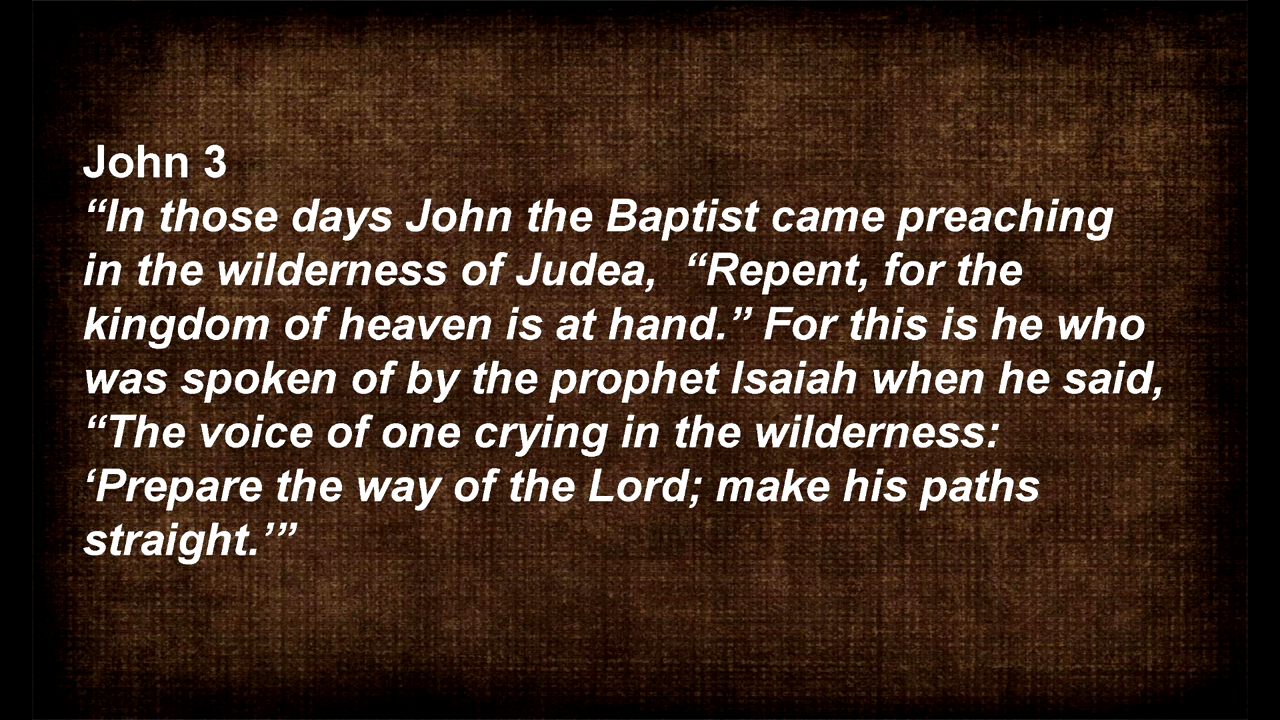 John 3
“In those days John the Baptist came preaching
in the wilderness of Judea,  “Repent, for the
kingdom of heaven is at hand.” For this is he who
was spoken of by the prophet Isaiah when he said,
“The voice of one crying in the wilderness:
‘Prepare the way of the Lord; make his paths
straight.’”